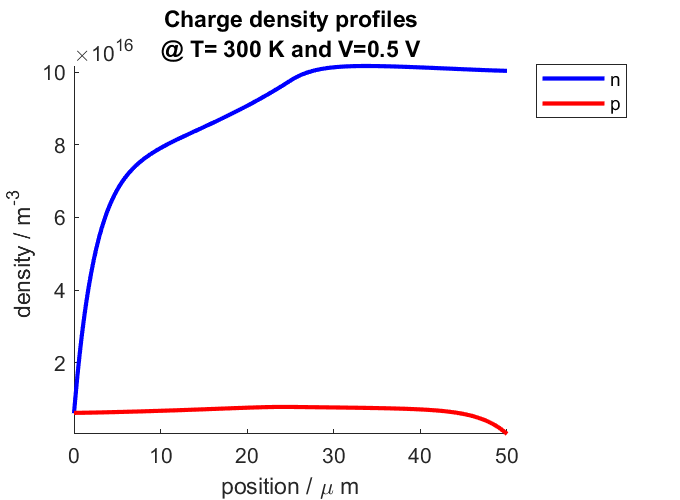 Charge density profiles
@ T= 300 K and V=0.5 V
×10^16
10
8
6
4
2
0 10 20 30 40 50
density / m^-3
position / μ m
n
p